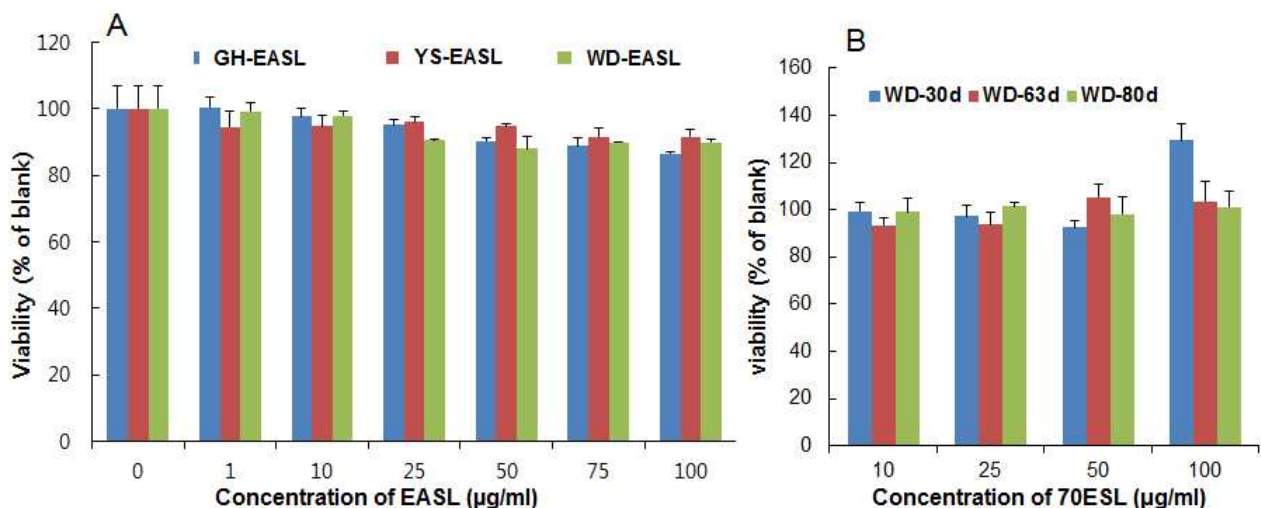 A
GH-EASL YS-EASL WD-EASL
Viability (% of blank)
120
100
80
60
40
20
0
0 1 10 25 50 75 100
Concentration of EASL (µg/ml)
B
WD-30d WD-63d WD-80d
viability (% of blank)
160
140
120
100
80
60
40
20
0
10 25 50 100
Concentration of 70ESL (µg/ml)